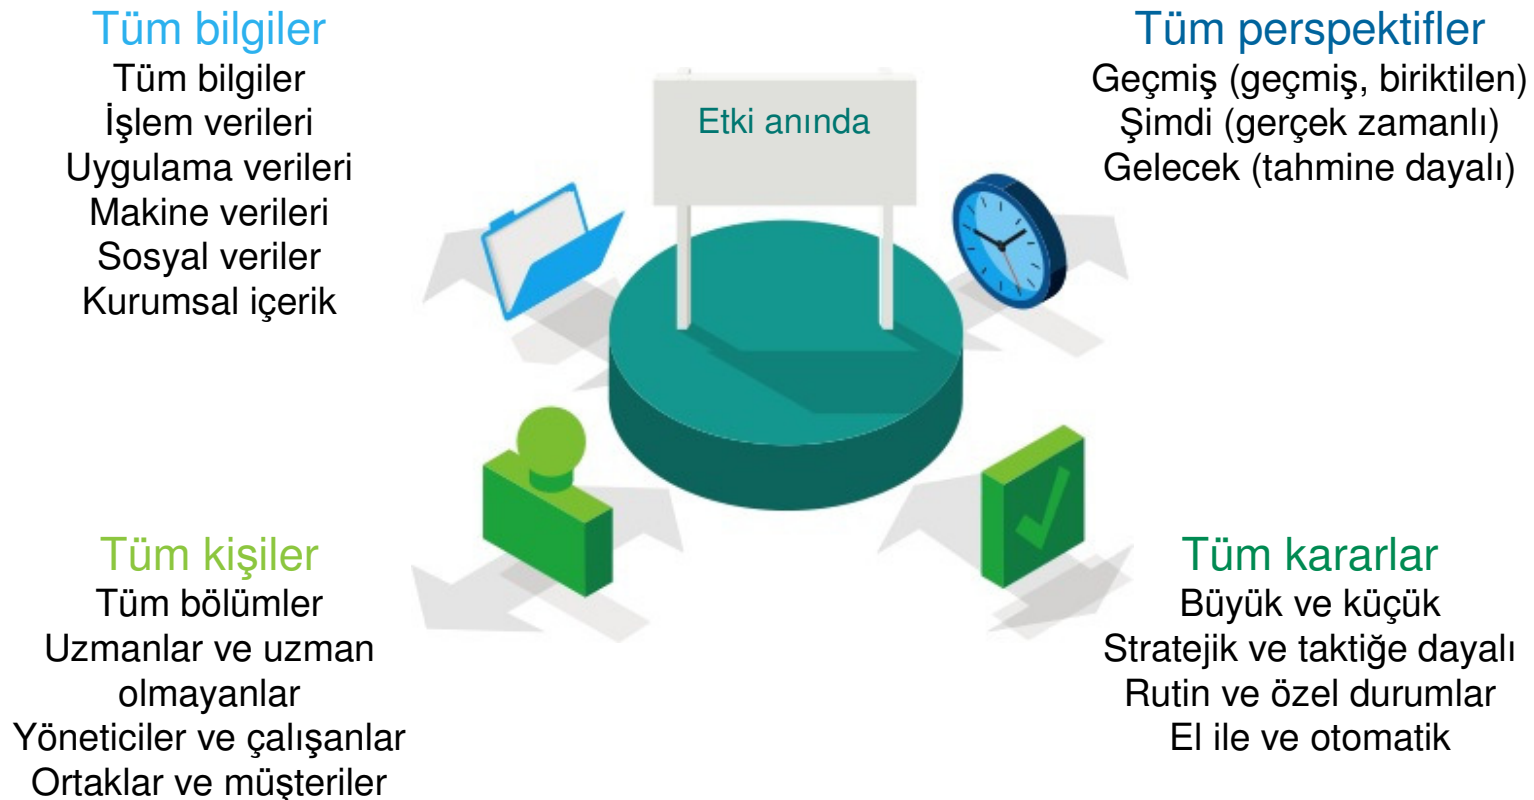 Tüm bilgiler
Tüm bilgiler
İşlem verileri
Uygulama verileri
Makine verileri
Sosyal veriler
Kurumsal içerik
Etki anında
Tüm perspektifler
Geçmiş (geçmiş, biriktilen)
Şimdi (gerçek zamanlı)
Gelecek (tahmine dayalı)
Tüm kişiler
Tüm bölümler
Uzmanlar ve uzman
olmayanlar
Yöneticiler ve çalışanlar
Ortaklar ve müşteriler
Tüm kararlar
Büyük ve küçük
Stratejik ve taktiğe dayalı
Rutin ve özel durumlar
El ile ve otomatik